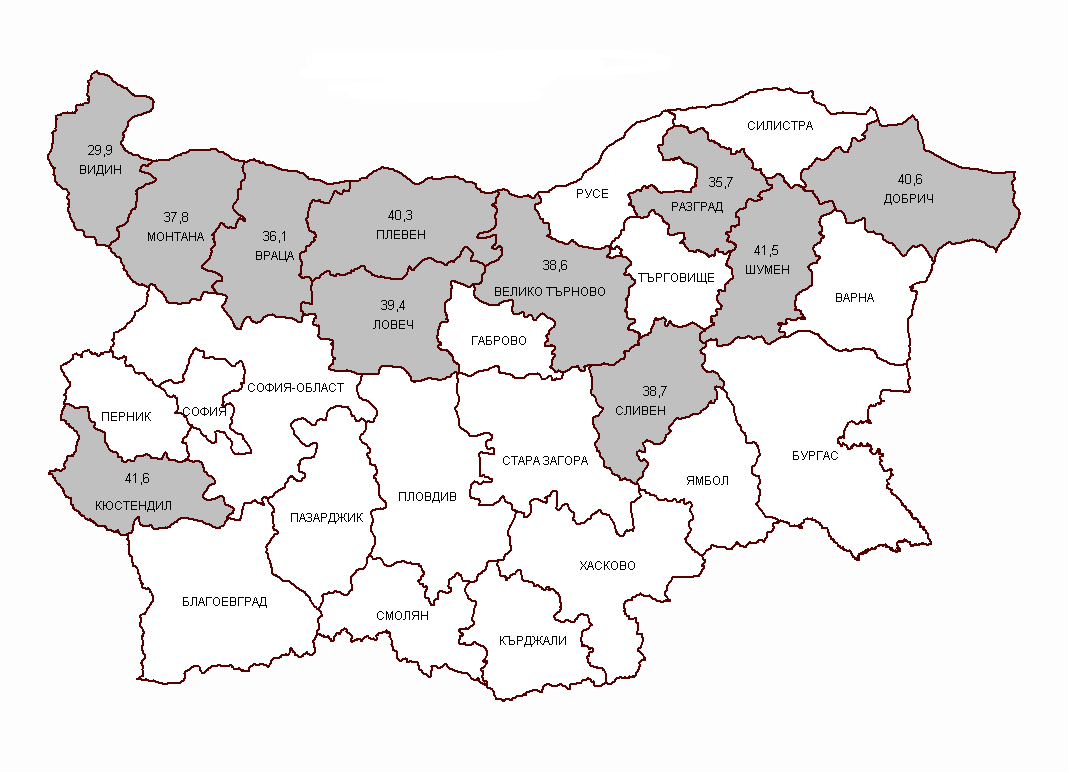 СИЛИСТРА
29,9
ВИДИН
35,7
РАЗГРАД
40,6
ДОБРИЧ
РУСЕ
37,8
МОНТАНА
40,3
ПЛЕВЕН
36,1
ВРАЦА
41,5
ШУМЕН
38,6
ВЕЛИКО ТЪРНОВО
ТЪРГОВИЩЕ
ВАРНА
39,4
ЛОВЕЧ
ГАБРОВО
СОФИЯ-ОБЛАСТ
38,7
СЛИВЕН
ПЕРНИК
СОФИЯ
БУРГАС
СТАРА ЗАГОРА
41,6
КЮСТЕНДИЛ
ЯМБОЛ
ПЛОВДИВ
ПАЗАРДЖИК
ХАСКОВО
БЛАГОЕВГРАД
СМОЛЯН
КЪРДЖАЛИ